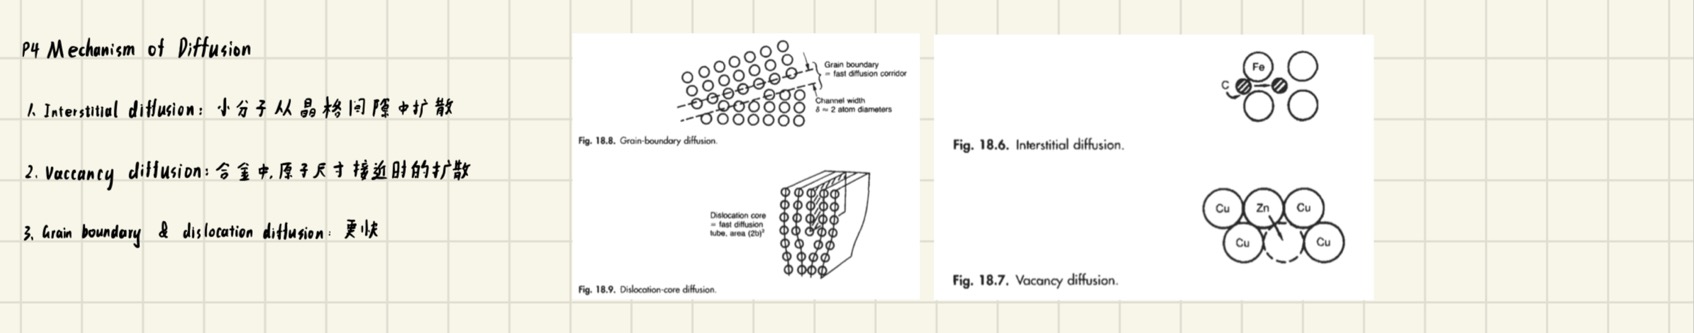 P4 Mechanism of Diffusion
1. Interstitial diffusion: 小分子从晶格间隙中扩散
2. Vaccancy diffusion: 合金中,原子尺寸接近时的扩散
3. Grain boundary & dislocation diffusion: 更快
Grain boundary
= fast diffusion corridor
Channel width
δ ~ 2 atom diameters
Fig. 18.8. Grain-boundary diffusion.
Dislocation core
= fast diffusion
tube. area (2b)²
Fig. 18.9. Dislocation-core diffusion.
Fe
C
Fig. 18.6. Interstitial diffusion.
Cu Zn Cu
Cu Cu
Fig. 18.7. Vacancy diffusion.